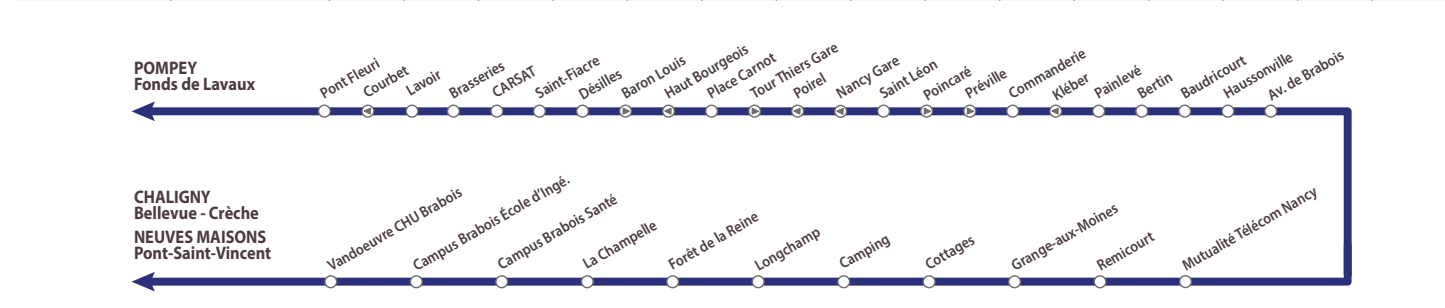 POMPEY
Fonds de Lavaux
Pont Fleuri
Courbet
Lavoir
Brasseries
CARSAT
Saint-Fiacre
Désilles
Baron Louis
Haut Bourgeois
Place Carnot
Tour Thiers Gare
Poirel
Nancy Gare
Saint Léon
Poincaré
Préville
Commanderie
Kléber
Painlevé
Bertin
Baudricourt
Haussonville
Av. de Brabois
CHALIGNY
Bellevue - Crèche
NEUVES MAISONS
Pont-Saint-Vincent
Vandoeuvre CHU Brabois
Campus Brabois École d'Ingé.
Campus Brabois Santé
La Champelle
Forêt de la Reine
Longchamp
Camping
Cottages
Grange-aux-Moines
Remicourt
Mutualité Télécom Nancy